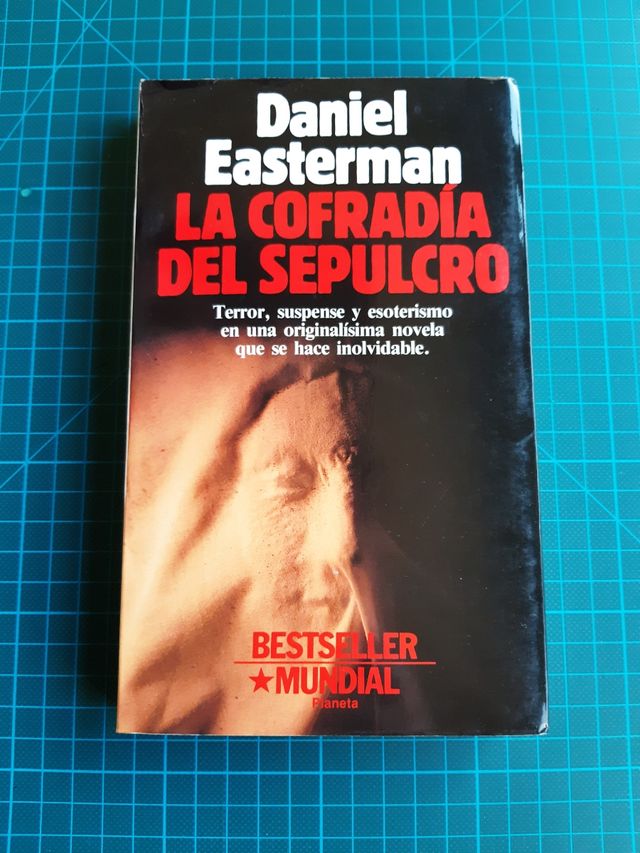 Daniel
Easterman
LA COFRADÍA
DEL SEPULCRO
Terror, suspense y esoterismo
en una originalísima novela
que se hace inolvidable.
BESTSELLER
★MUNDIAL
Planeta